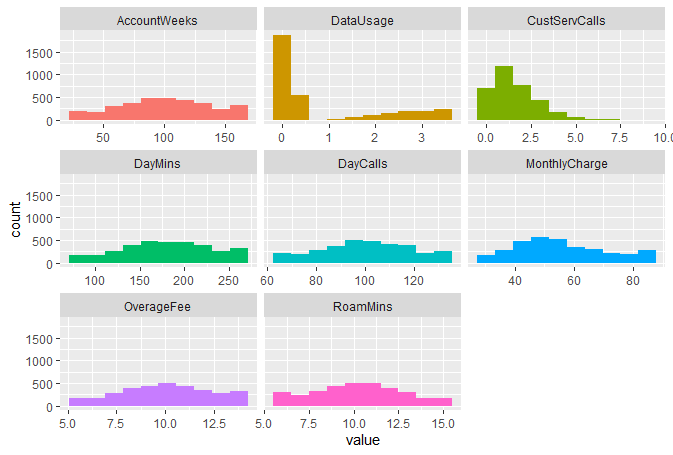 AccountWeeks DataUsage CustServCalls
1500
1000
500
0
50 100 150 0 1 2 3 0.0 2.5 5.0 7.5 10.0
DayMins DayCalls MonthlyCharge
1500
1000
500
0
100 150 200 250 60 80 100 120 40 60 80
count
OverageFee RoamMins
1500
1000
500
0
5.0 7.5 10.0 12.5 5.0 7.5 10.0 12.5 15.0
value